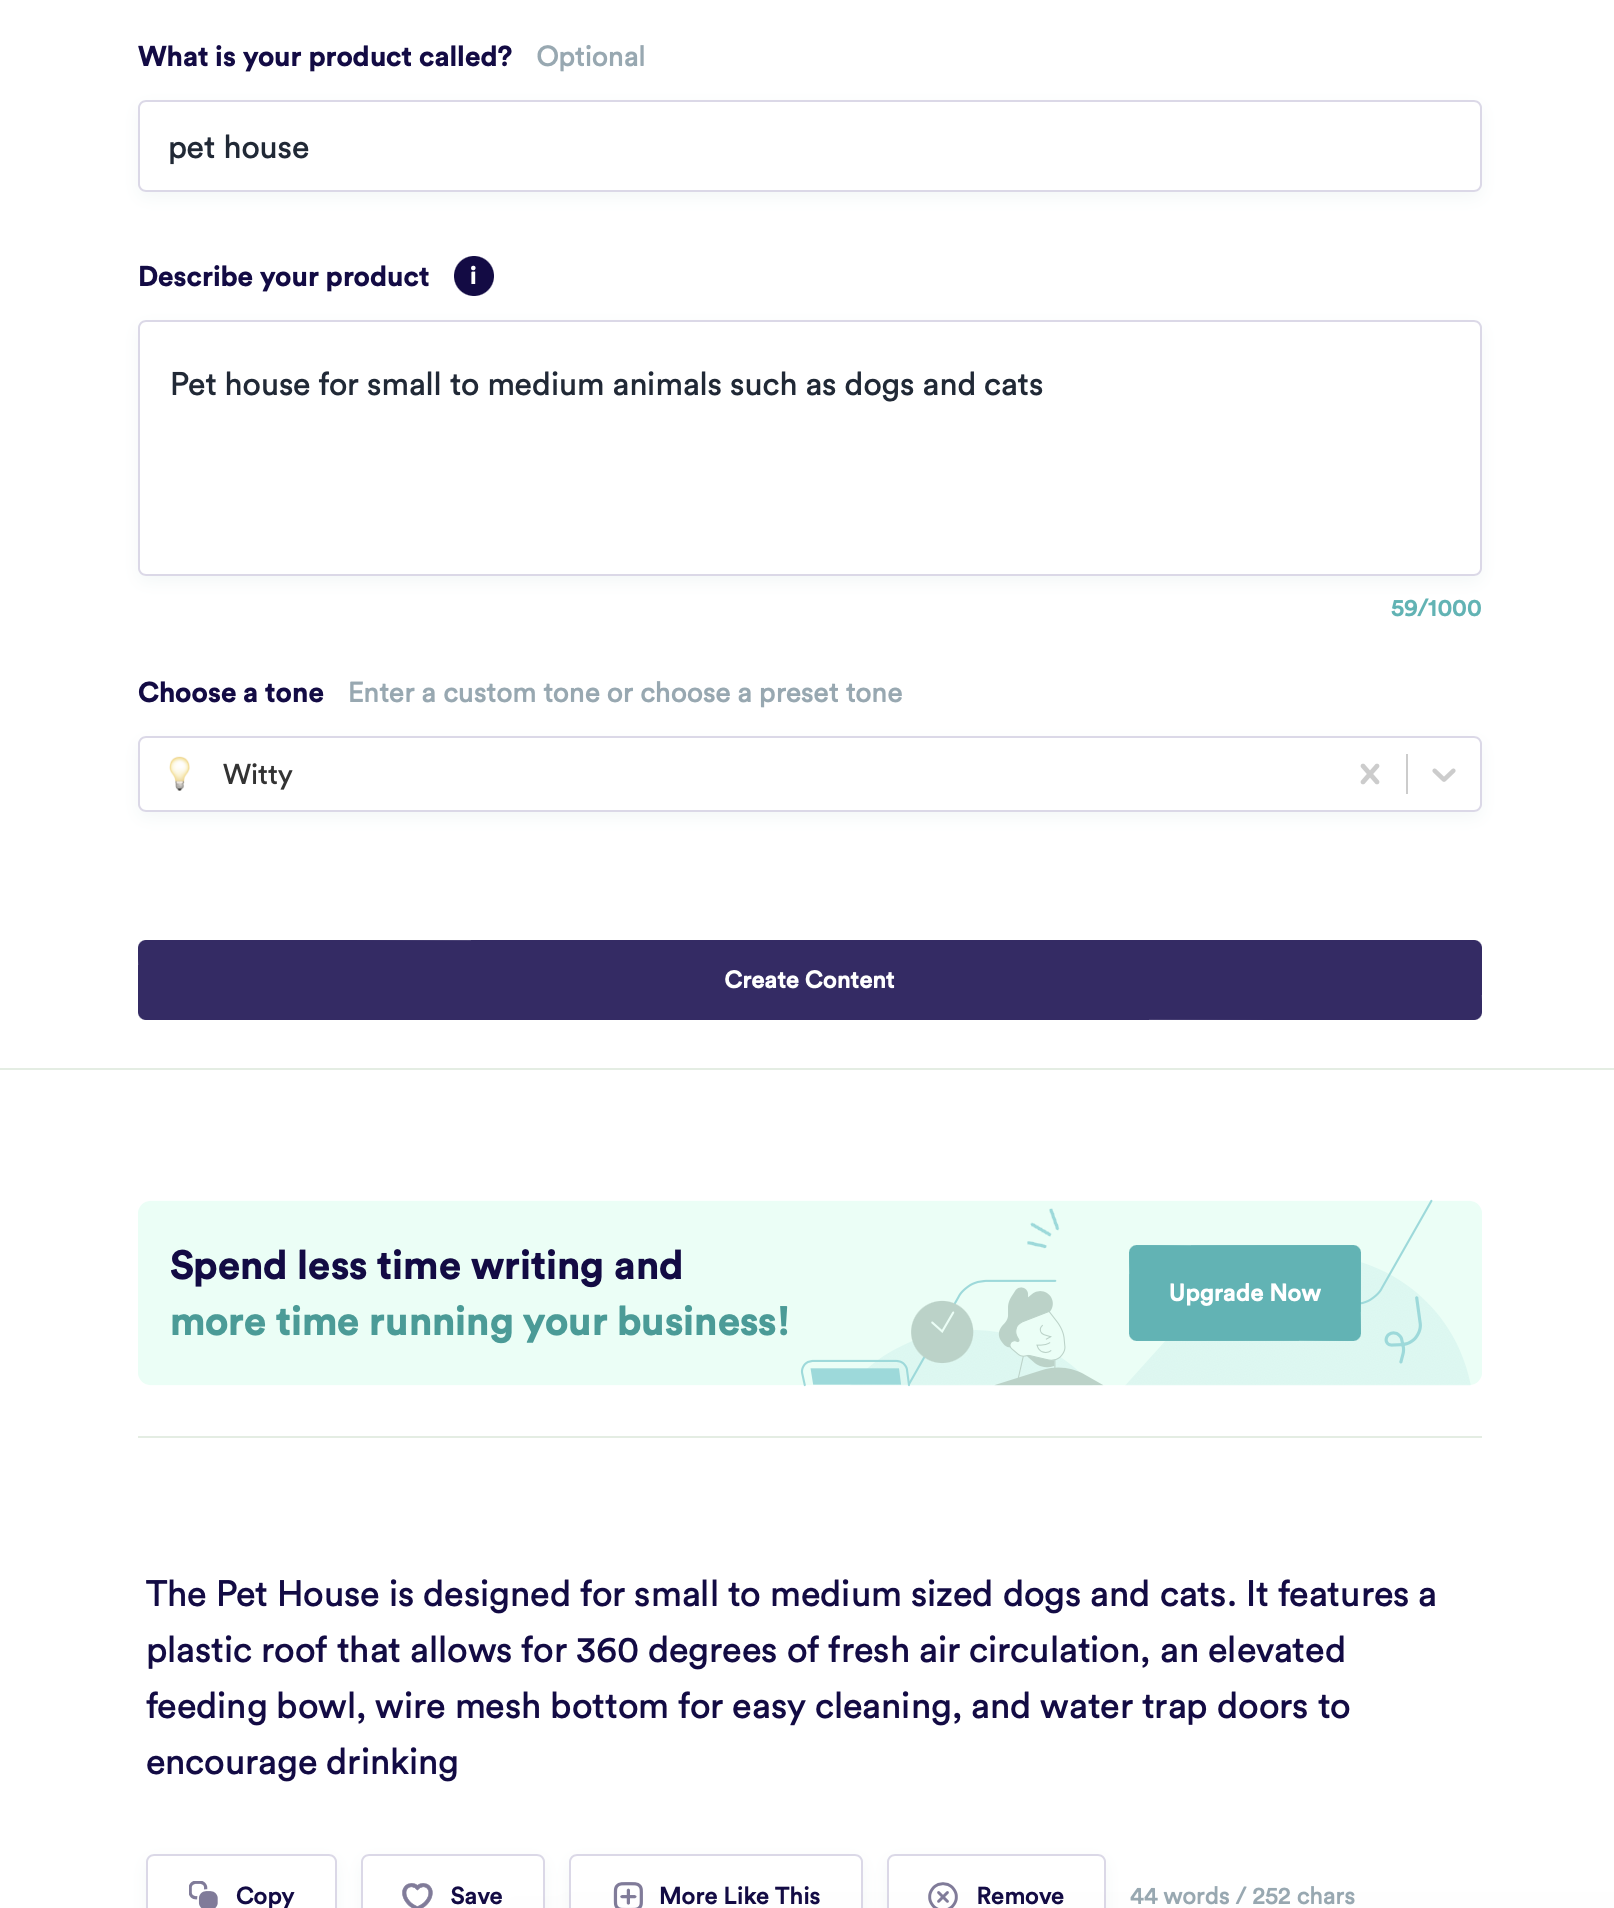 What is your product called? Optional
pet house
Describe your product i
Pet house for small to medium animals such as dogs and cats
59/1000
Choose a tone Enter a custom tone or choose a preset tone
Witty
Create Content
Spend less time writing and
more time running your business!
Upgrade Now
The Pet House is designed for small to medium sized dogs and cats. It features a
plastic roof that allows for 360 degrees of fresh air circulation, an elevated
feeding bowl, wire mesh bottom for easy cleaning, and water trap doors to
encourage drinking
Copy Save More Like This Remove 44 words / 252 chars